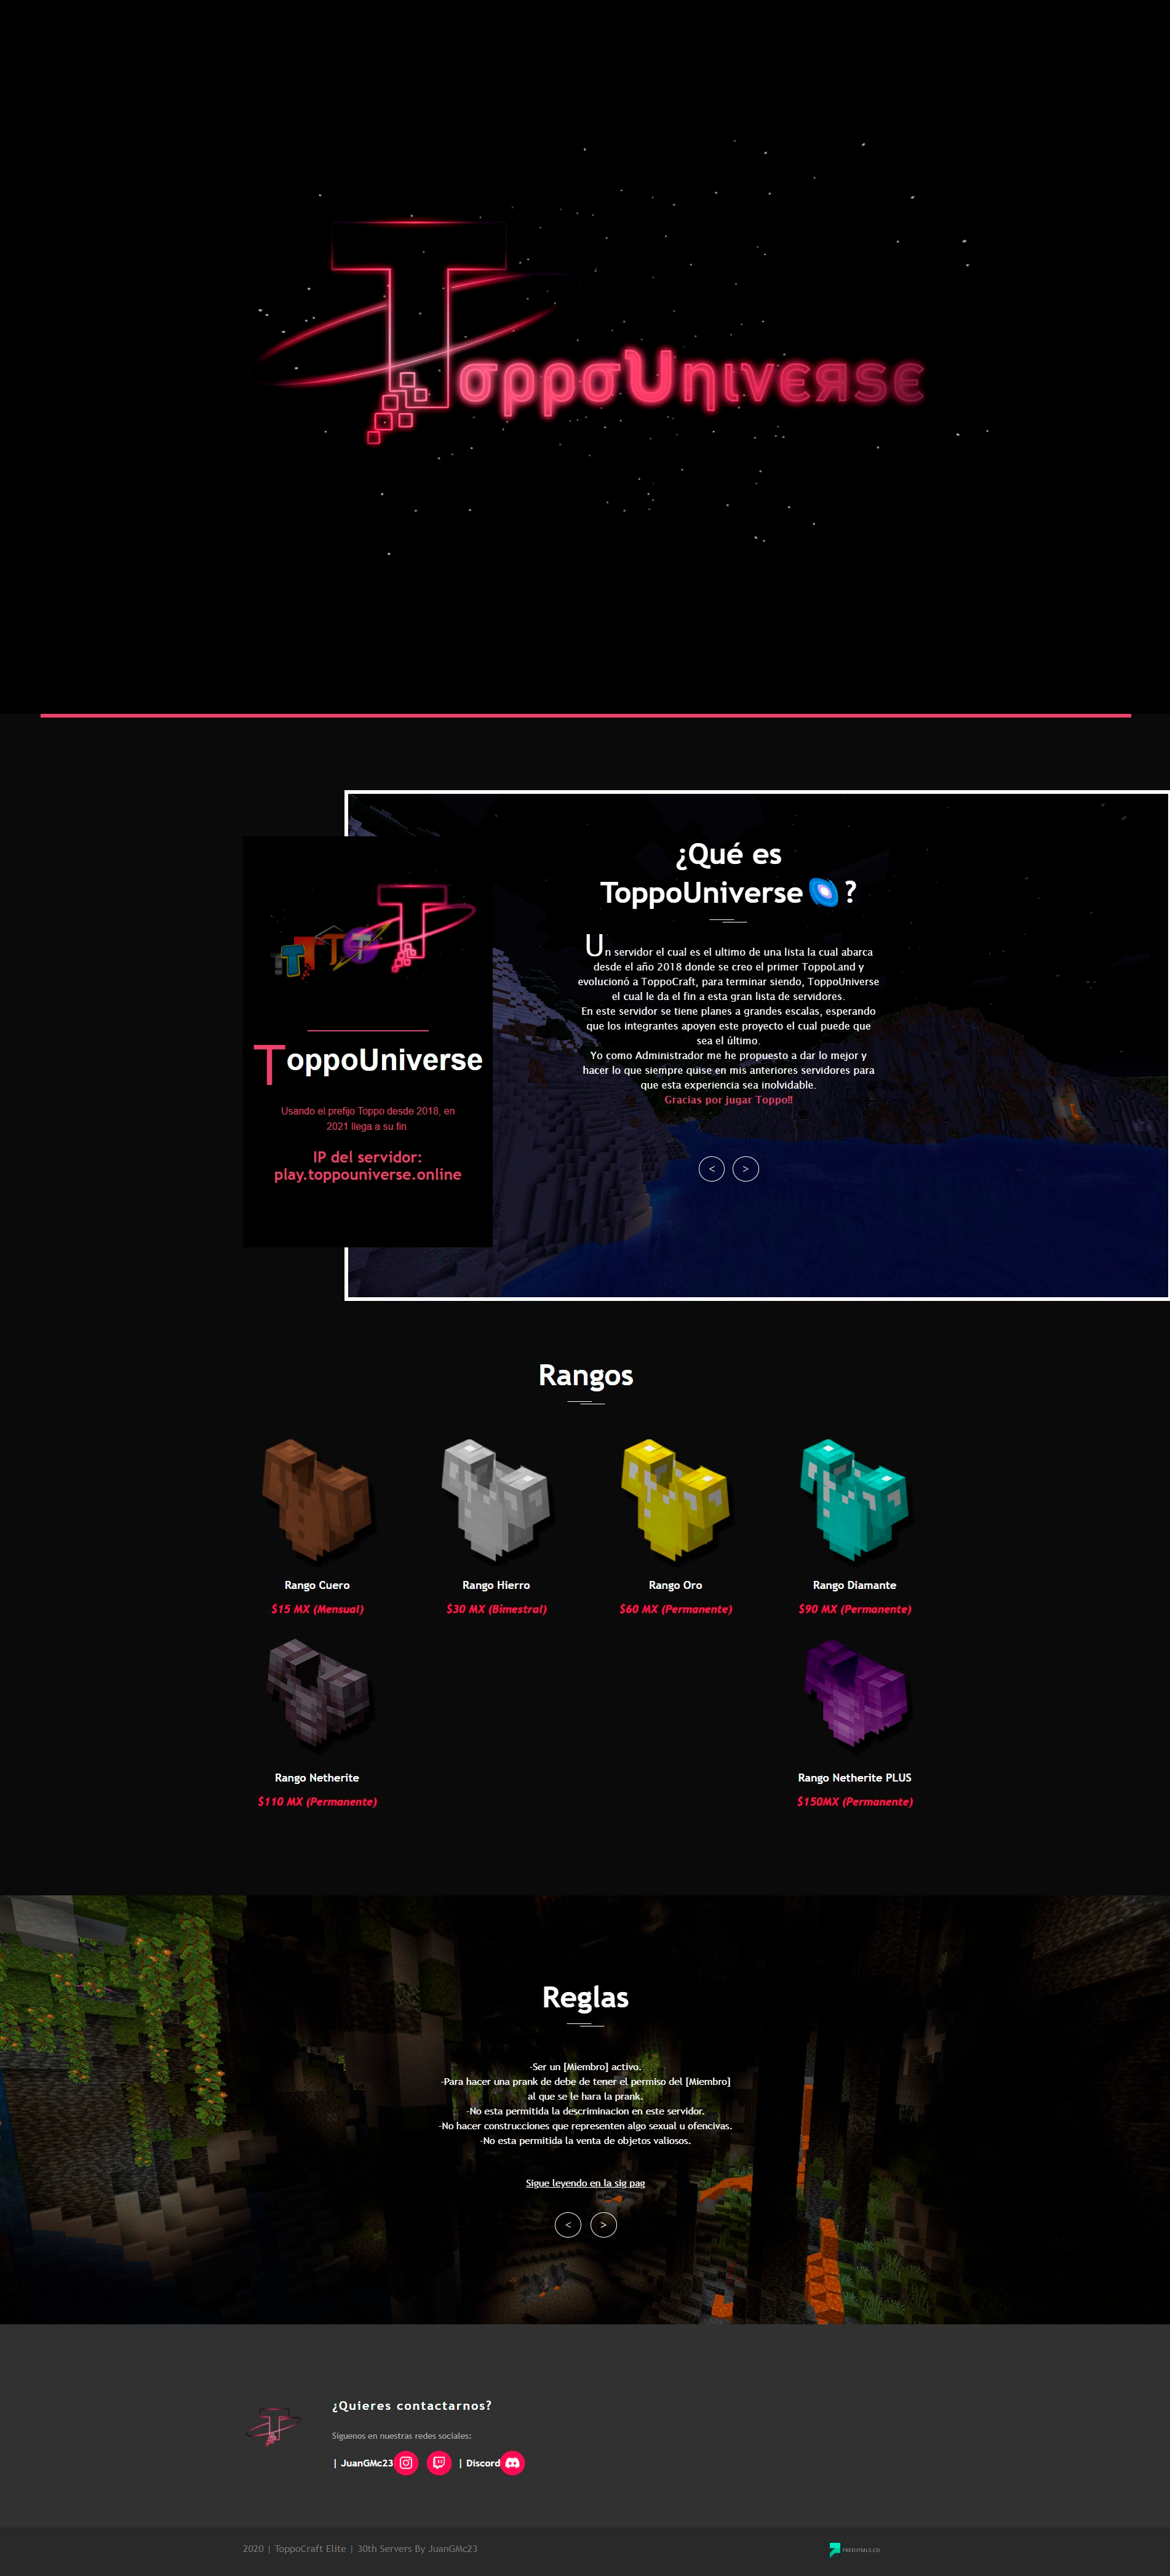 TσρρσUηινєяѕє
TTTTT
ToppoUniverse
Usando el prefijo Toppo desde 2018, en
2021 llega a su fin
IP del servidor:
play.toppouniverse.online
¿Qué es
ToppoUniverse🌌?
Un servidor el cual es el ultimo de una lista la cual abarca
desde el año 2018 donde se creo el primer ToppoLand y
evolucionó a ToppoCraft, para terminar siendo, ToppoUniverse
el cual le da el fin a esta gran lista de servidores.
En este servidor se tiene planes a grandes escalas, esperando
que los integrantes apoyen este proyecto el cual puede que
sea el último.
Yo como Administrador me he propuesto a dar lo mejor y
hacer lo que siempre quise en mis anteriores servidores para
que esta experiencia sea inolvidable.
Gracias por jugar Toppo!!
< >
Rangos
Rango Cuero
$15 MX (Mensual)
Rango Hierro
$30 MX (Bimestral)
Rango Oro
$60 MX (Permanente)
Rango Diamante
$90 MX (Permanente)
Rango Netherite
$110 MX (Permanente)
Rango Netherite PLUS
$150MX (Permanente)
Reglas
-Ser un [Miembro] activo.
-Para hacer una prank de debe de tener el permiso del [Miembro]
al que se le hara la prank.
-No esta permitida la descriminacion en este servidor.
-No hacer construcciones que representen algo sexual u ofencivas.
-No esta permitida la venta de objetos valiosos.
Sigue leyendo en la sig pag
< >
T
¿Quieres contactarnos?
Siguenos en nuestras redes sociales:
| JuanGMc23 | Discord
2020 | ToppoCraft Elite | 30th Servers By JuanGMc23
FREEHTML5.CO